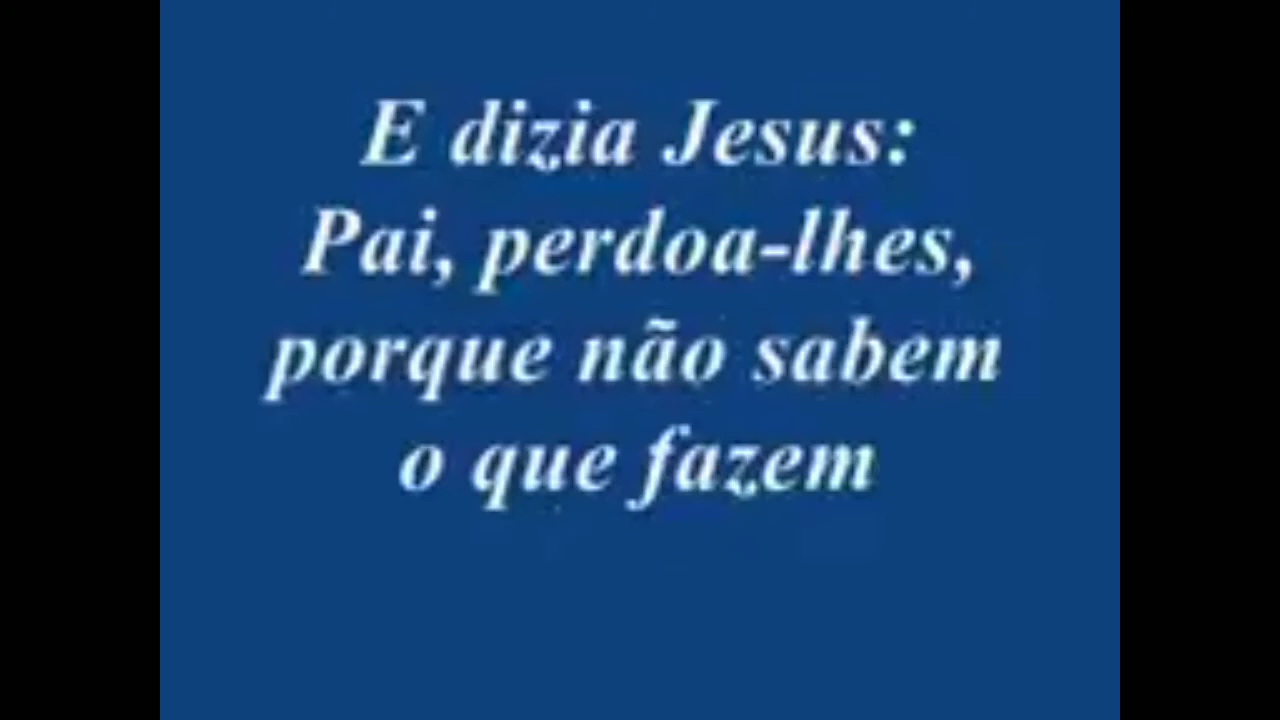 E dizia Jesus:
Pai, perdoa-lhes,
porque não sabem
o que fazem